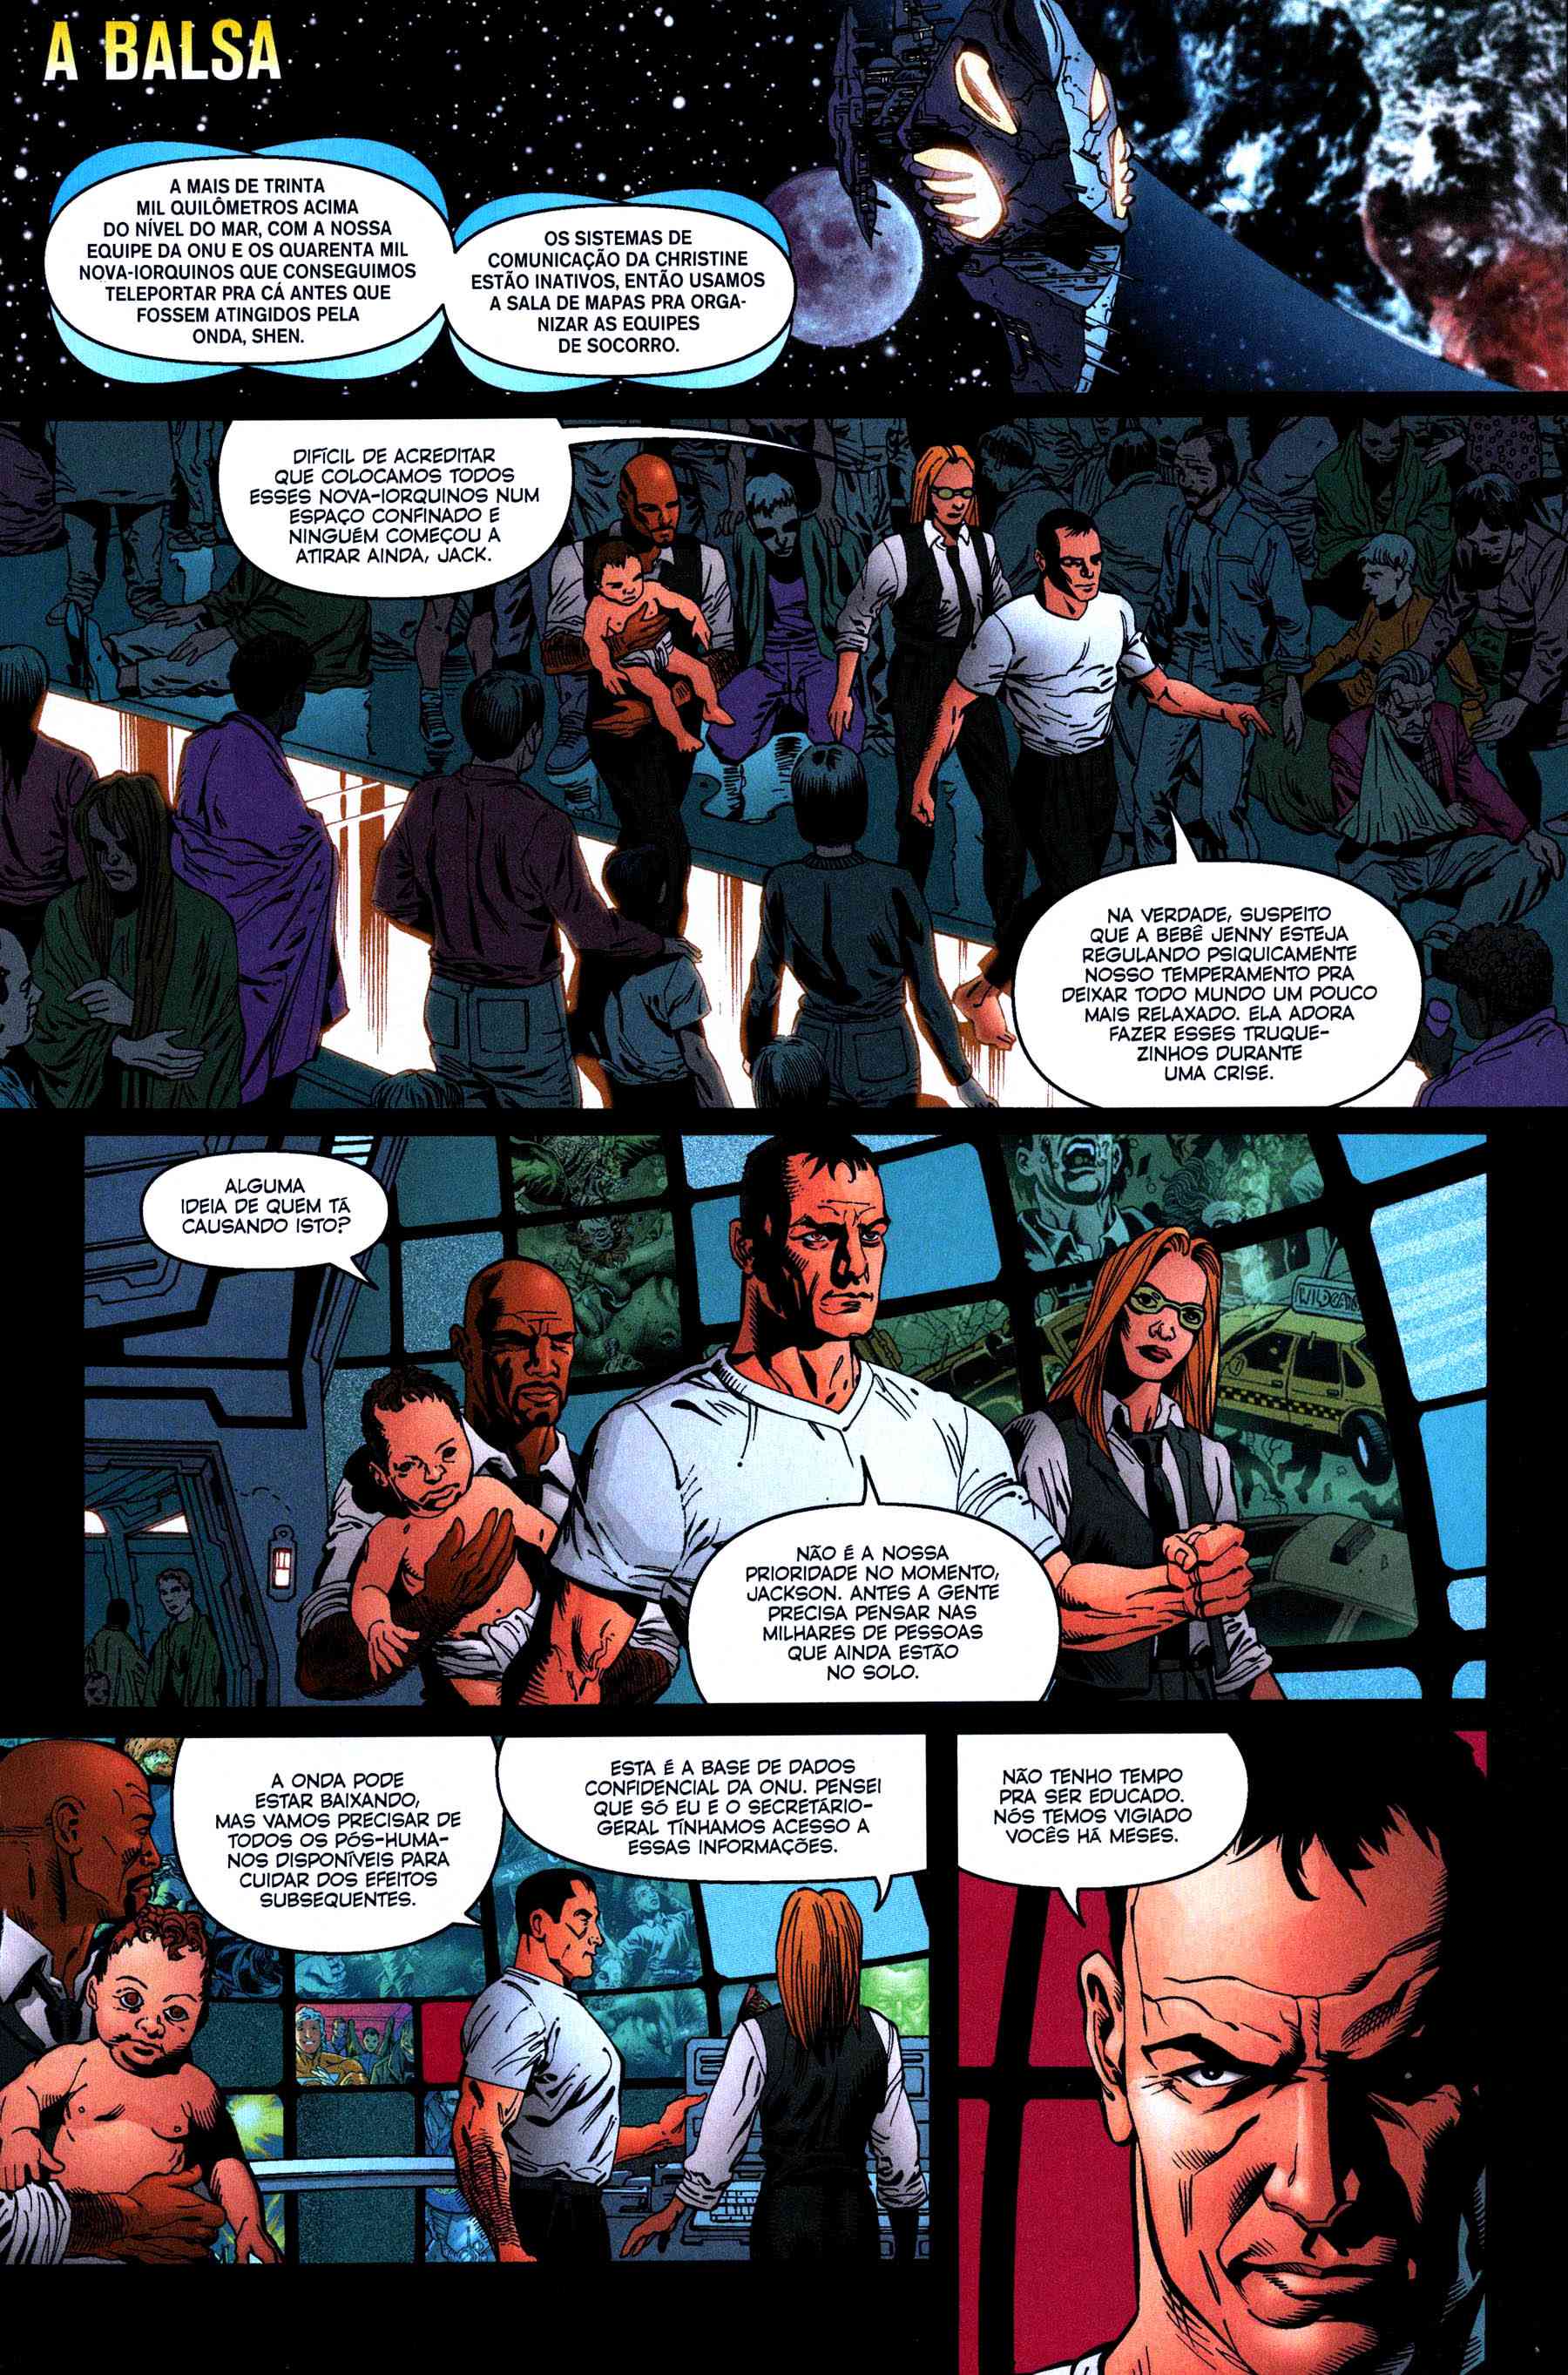 A BALSA
A MAIS DE TRINTA
MIL QUILÔMETROS ACIMA
DO NÍVEL DO MAR, COM A NOSSA
EQUIPE DA ONU E OS QUARENTA MIL
NOVA-IORQUINOS QUE CONSEGUIMOS
TELEPORTAR PRA CÁ ANTES QUE
FOSSEM ATINGIDOS PELA
ONDA, SHEN.
OS SISTEMAS DE
COMUNICAÇÃO DA CHRISTINE
ESTÃO INATIVOS, ENTÃO USAMOS
A SALA DE MAPAS PRA ORGA-
NIZAR AS EQUIPES
DE SOCORRO.
DIFÍCIL DE ACREDITAR
QUE COLOCAMOS TODOS
ESSES NOVA-IORQUINOS NUM
ESPAÇO CONFINADO E
NINGUÉM COMEÇOU A
ATIRAR AINDA, JACK.
NA VERDADE, SUSPEITO
QUE A BEBÊ JENNY ESTEJA
REGULANDO PSIQUICAMENTE
NOSSO TEMPERAMENTO PRA
DEIXAR TODO MUNDO UM POUCO
MAIS RELAXADO. ELA ADORA
FAZER ESSES TRUQUE-
ZINHOS DURANTE
UMA CRISE.
ALGUMA
IDEIA DE QUEM TÁ
CAUSANDO ISTO?
NÃO É A NOSSA
PRIORIDADE NO MOMENTO,
JACKSON. ANTES A GENTE
PRECISA PENSAR NAS
MILHARES DE PESSOAS
QUE AINDA ESTÃO
NO SOLO.
A ONDA PODE
ESTAR BAIXANDO,
MAS VAMOS PRECISAR DE
TODOS OS PÓS-HUMA-
NOS DISPONÍVEIS PARA
CUIDAR DOS EFEITOS
SUBSEQUENTES.
ESTA É A BASE DE DADOS
CONFIDENCIAL DA ONU. PENSEI
QUE SÓ EU E O SECRETÁRIO-
GERAL TÍNHAMOS ACESSO A
ESSAS INFORMAÇÕES.
NÃO TENHO TEMPO
PRA SER EDUCADO.
NÓS TEMOS VIGIADO
VOCÊS HÁ MESES.